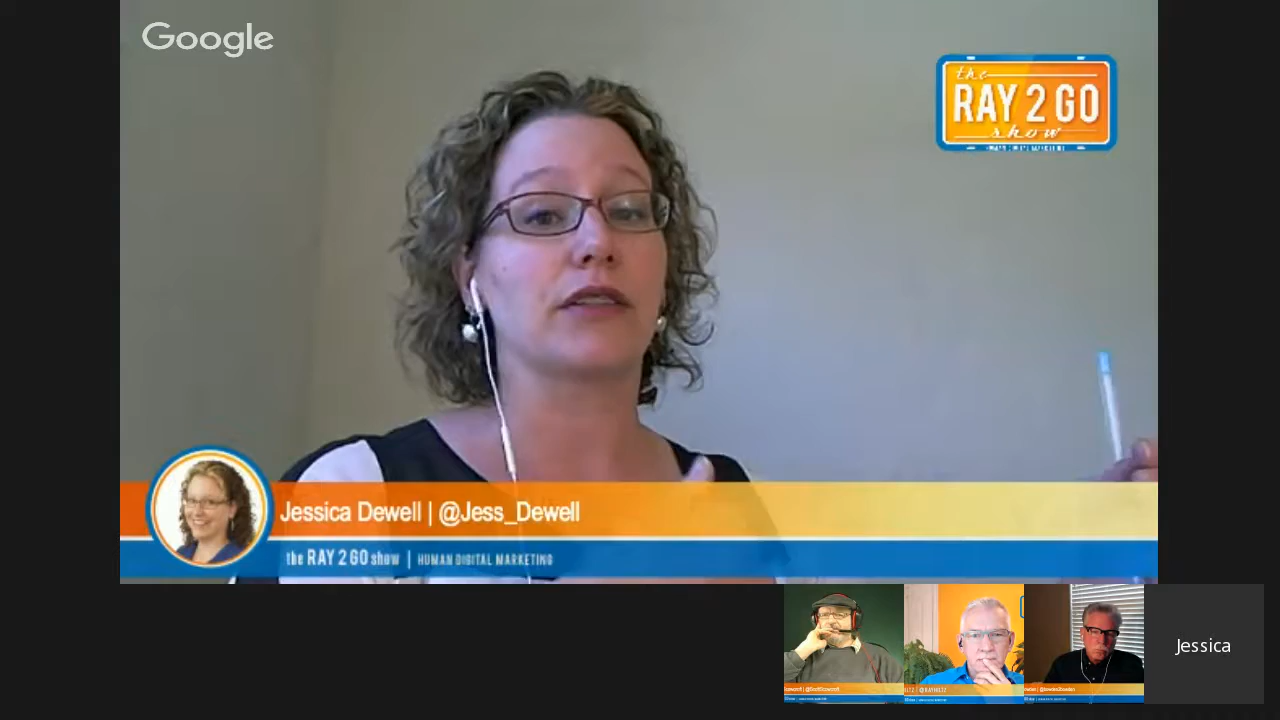 Google
the
RAY 2 GO
show
Jessica Dewell | @Jess_Dewell
the RAY 2 GO show | HUMAN DIGITAL MARKETING
Jessica